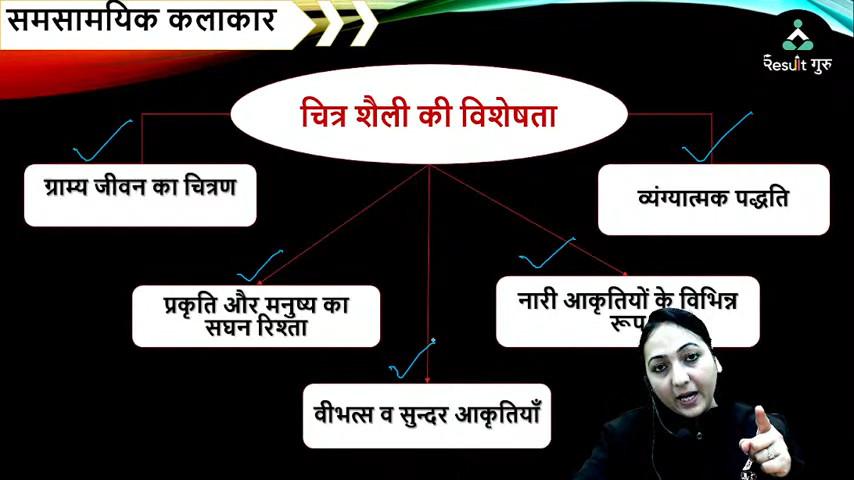 समसामयिक कलाकार
Result गुरु
चित्र शैली की विशेषता
ग्राम्य जीवन का चित्रण
व्यंग्यात्मक पद्धति
प्रकृति और मनुष्य का
सघन रिश्ता
नारी आकृतियों के विभिन्न
रूप
वीभत्स व सुन्दर आकृतियाँ